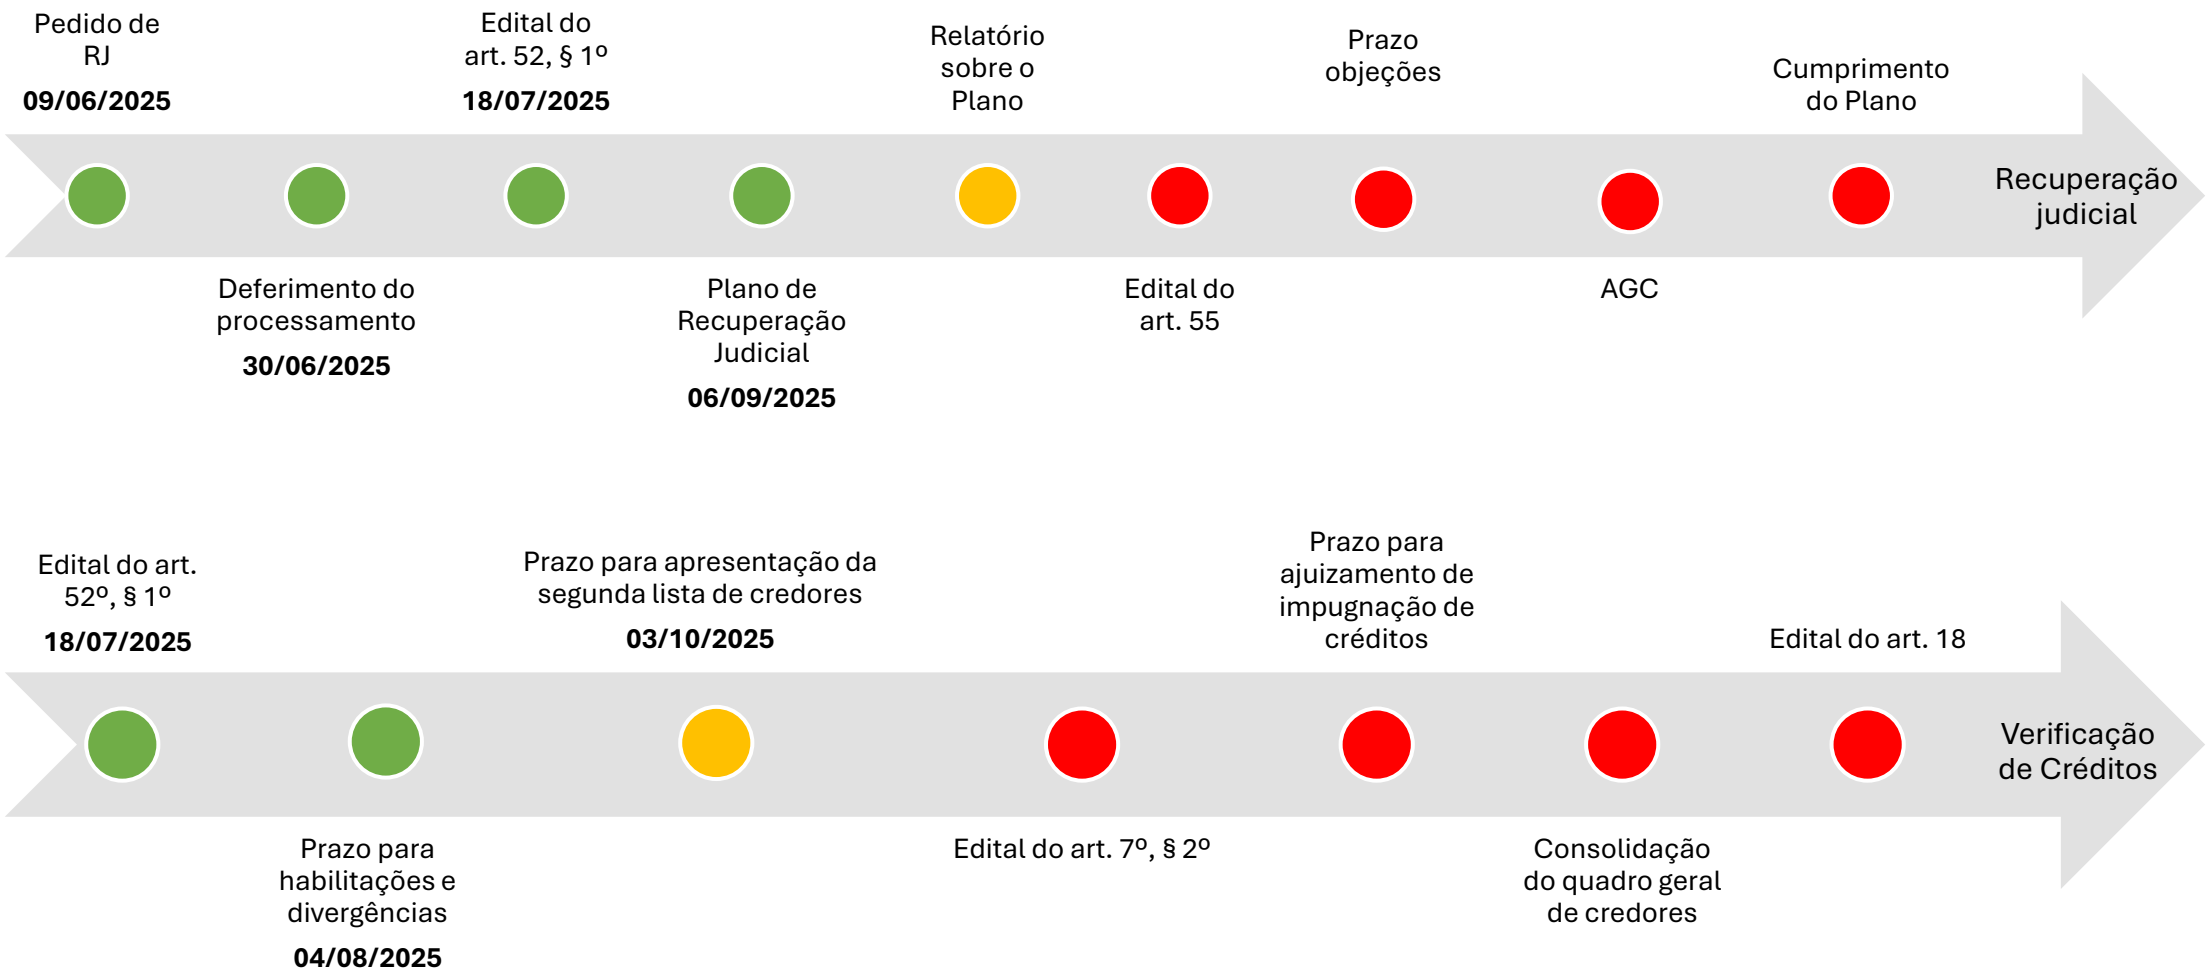 Pedido de
RJ
09/06/2025
Edital do
art. 52, § 1º
18/07/2025
Relatório
sobre o
Plano
Prazo
objeções
Cumprimento
do Plano
Recuperação
judicial
Deferimento do
processamento
30/06/2025
Plano de
Recuperação
Judicial
06/09/2025
Edital do
art. 55
AGC
Edital do art.
52º, § 1º
18/07/2025
Prazo para apresentação da
segunda lista de credores
03/10/2025
Prazo para
ajuizamento de
impugnação de
créditos
Edital do art. 18
Verificação
de Créditos
Prazo para
habilitações e
divergências
04/08/2025
Edital do art. 7º, § 2º
Consolidação
do quadro geral
de credores